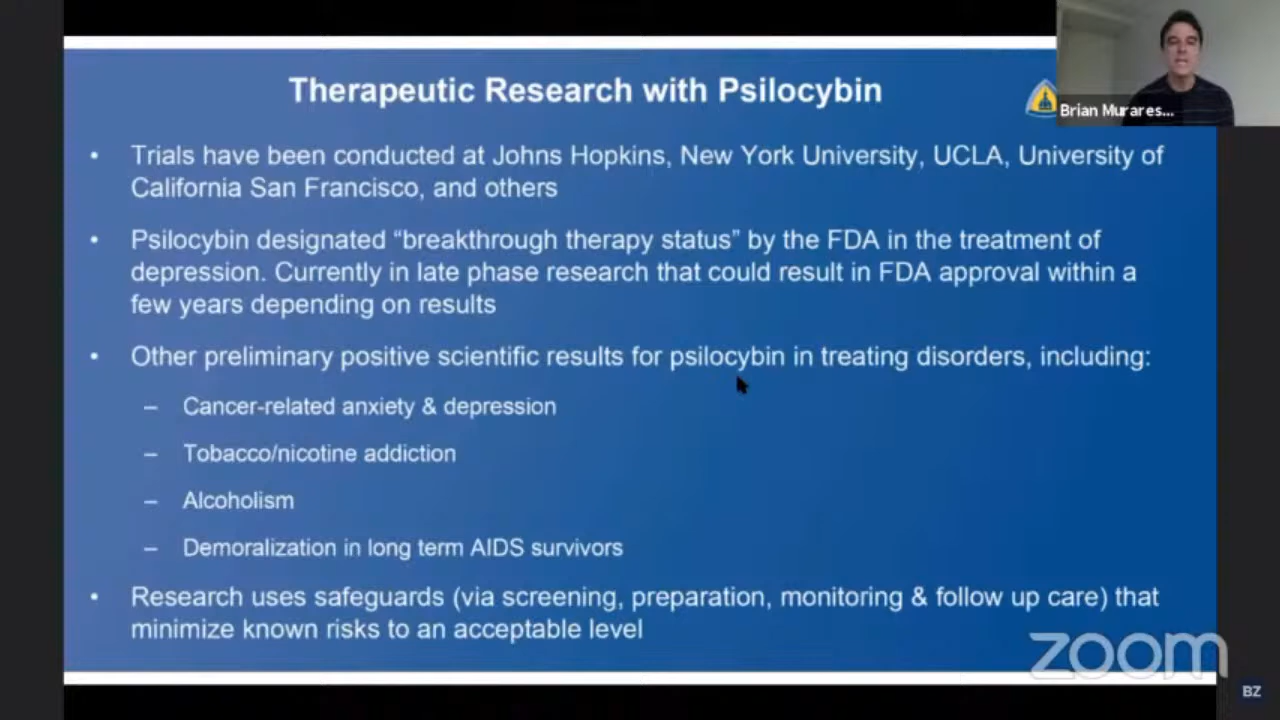 Therapeutic Research with Psilocybin
Brian Murares...
• Trials have been conducted at Johns Hopkins, New York University, UCLA, University of
California San Francisco, and others
• Psilocybin designated “breakthrough therapy status” by the FDA in the treatment of
depression. Currently in late phase research that could result in FDA approval within a
few years depending on results
• Other preliminary positive scientific results for psilocybin in treating disorders, including:
– Cancer-related anxiety & depression
– Tobacco/nicotine addiction
– Alcoholism
– Demoralization in long term AIDS survivors
• Research uses safeguards (via screening, preparation, monitoring & follow up care) that
minimize known risks to an acceptable level
zoom
BZ